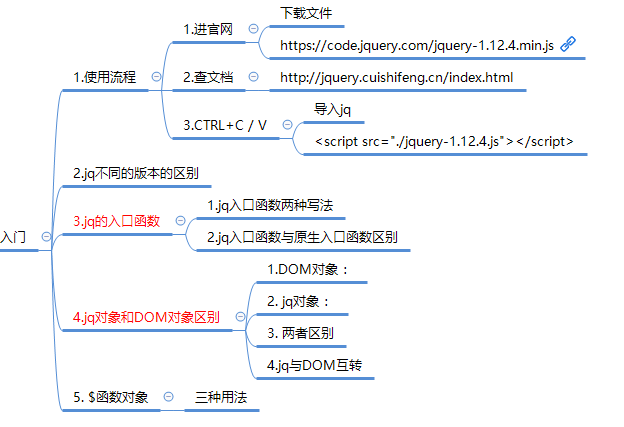 入门
1.使用流程
1.进官网
下载文件
https://code.jquery.com/jquery-1.12.4.min.js
2.查文档
http://jquery.cuishifeng.cn/index.html
3.CTRL+C / V
导入jq
<script src="./jquery-1.12.4.js"></script>
2.jq不同的版本的区别
3.jq的入口函数
1.jq入口函数两种写法
2.jq入口函数与原生入口函数区别
4.jq对象和DOM对象区别
1.DOM对象：
2. jq对象：
3. 两者区别
4.jq与DOM互转
5. $函数对象
三种用法